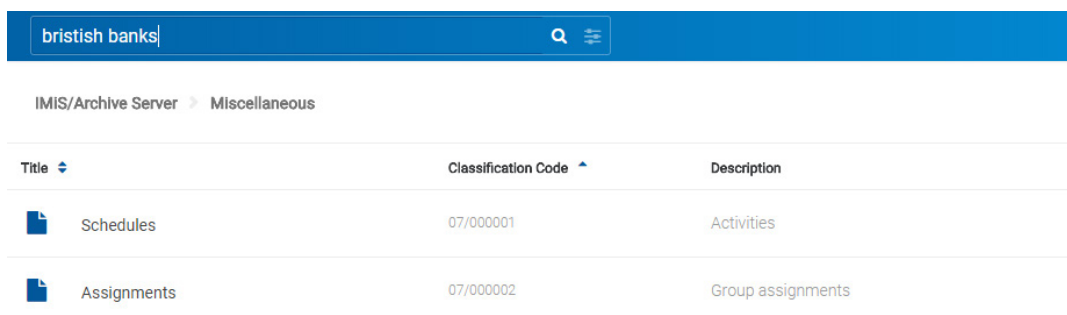 bristish banks
IMiS/Archive Server > Miscellaneous
Title Classification Code Description
Schedules 07/000001 Activities
Assignments 07/000002 Group assignments